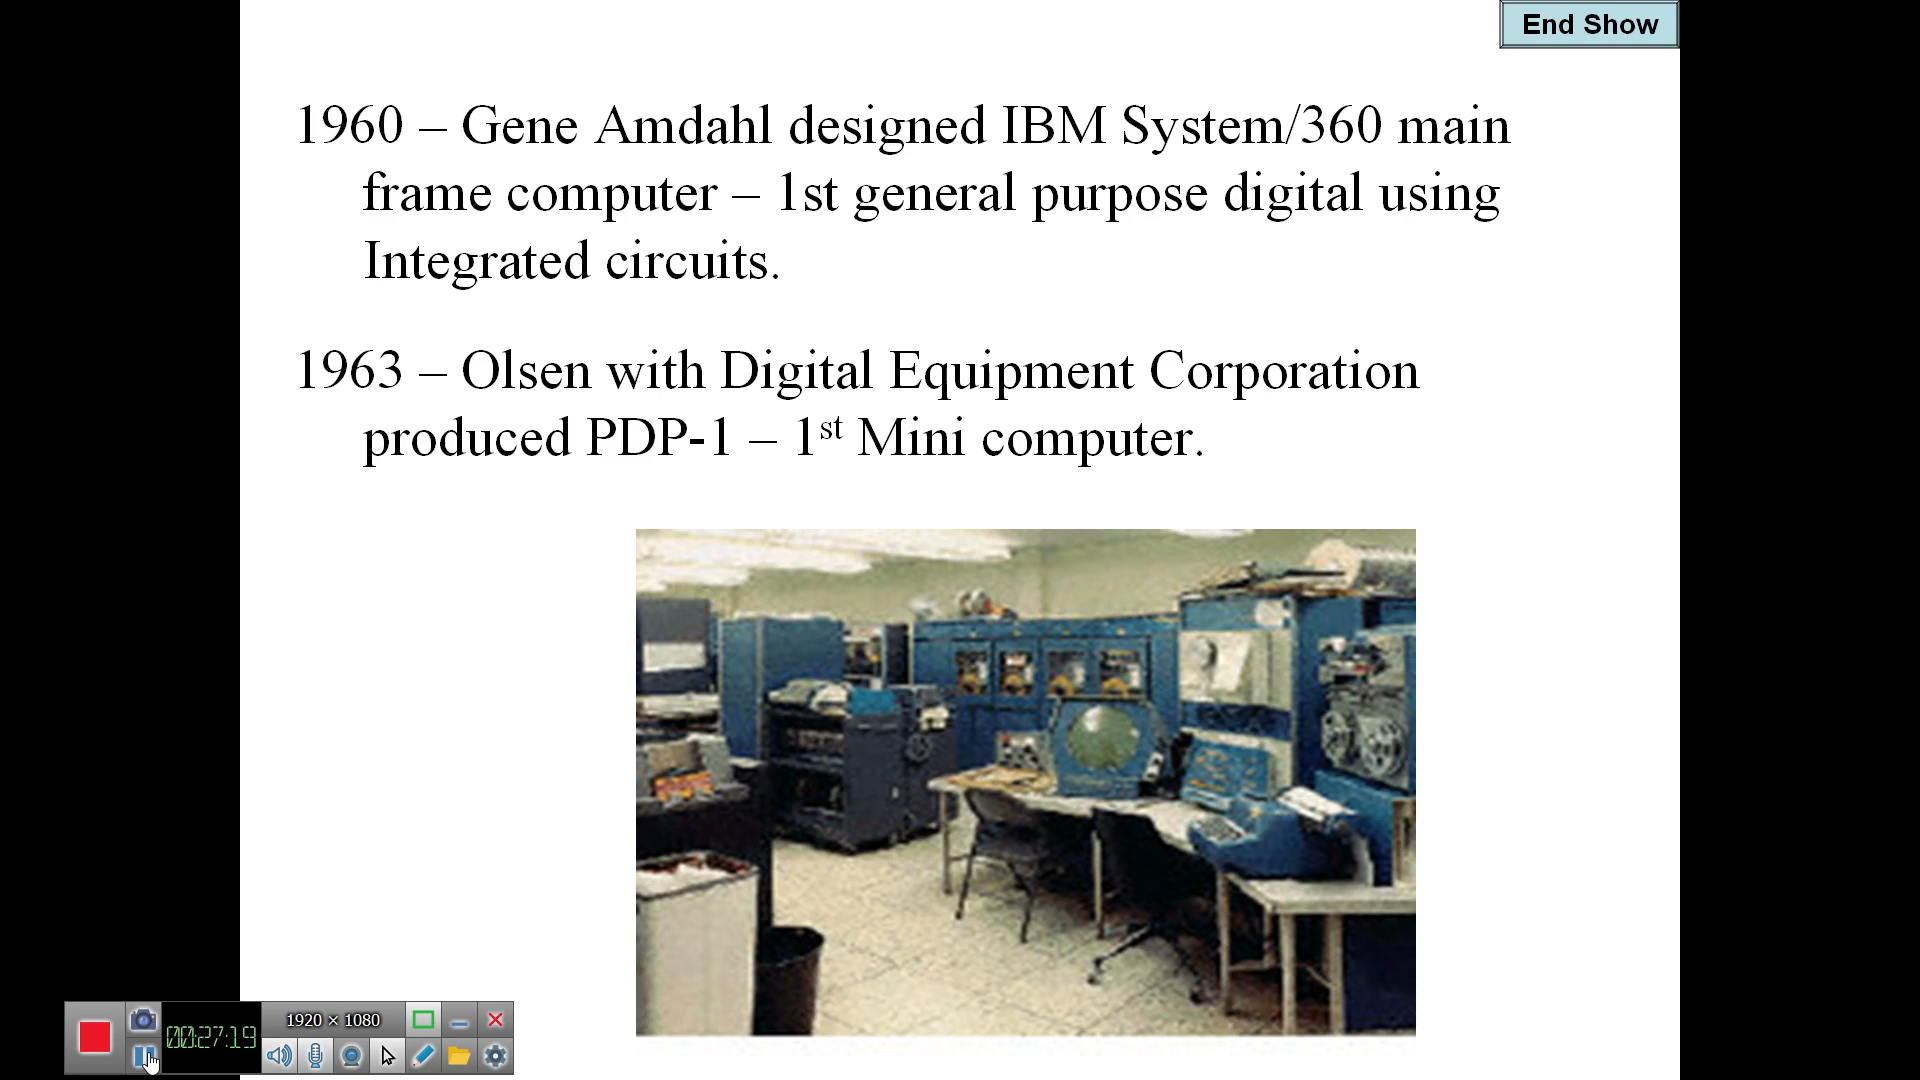 End Show
1960 – Gene Amdahl designed IBM System/360 main
frame computer – 1st general purpose digital using
Integrated circuits.
1963 – Olsen with Digital Equipment Corporation
produced PDP-1 – 1st Mini computer.
1920 × 1080
00:27:19